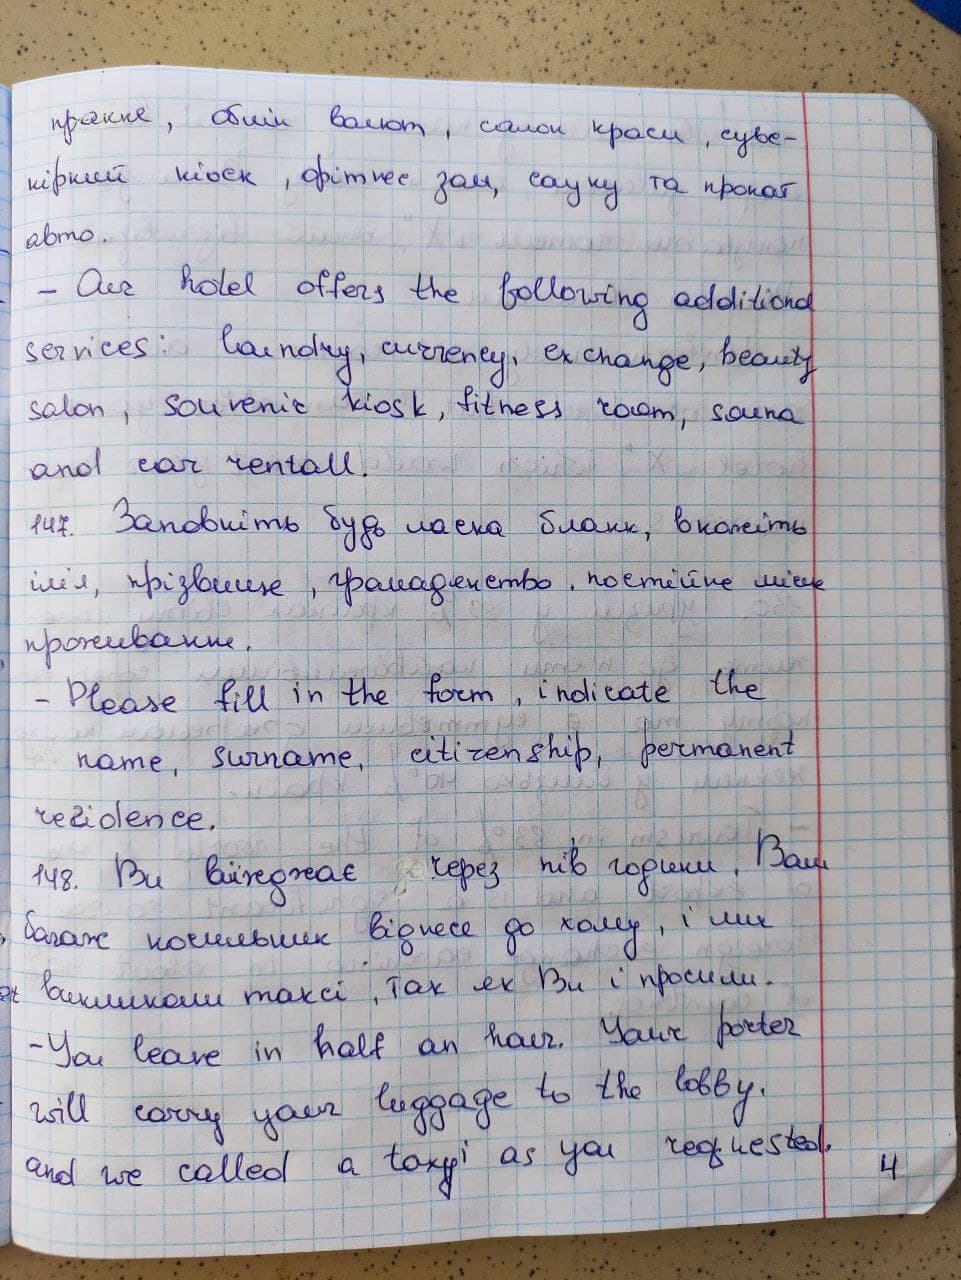 прання, обмін валют, салон краси, суве-
нірний кіоск, фітнес зал, сауну та прокат
авто.
- Our hotel offers the following additional
services: laundry, currency, exchange, beauty
salon, souvenir kiosk, fitness room, sauna
and car rentall.
147. Заповніть будь ласка бланк, вкажіть
ім'я, прізвище, громадянство, постійне місце
проживання.
- Please fill in the form, indicate the
name, surname, citizenship, permanent
residence.
148. Ви виїжджає через пів години. Ваш
багаж носильник віднесе до холу, і ми
викликали таксі, так як Ви і просили.
- You leave in half an hour. Your porter
will carry your luggage to the lobby.
and we called a taxi as you requested.
4